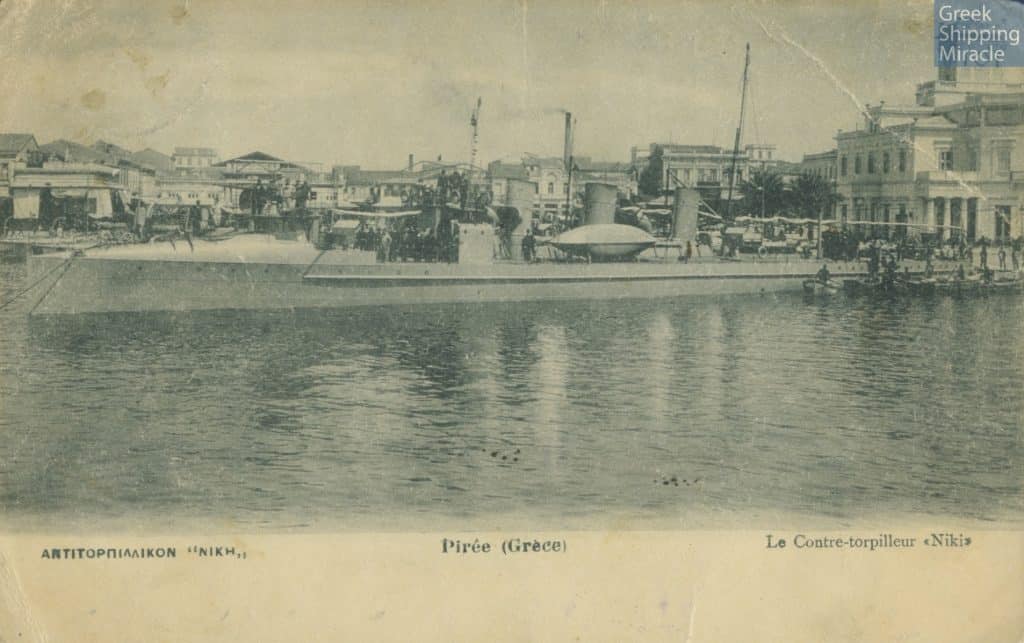 Greek
Shipping
Miracle
ΑΝΤΙΤΟΡΠΙΛΛΙΚΟΝ “ΝΙΚΗ„
Pirée (Grèce)
Le Contre-torpilleur «Niki»